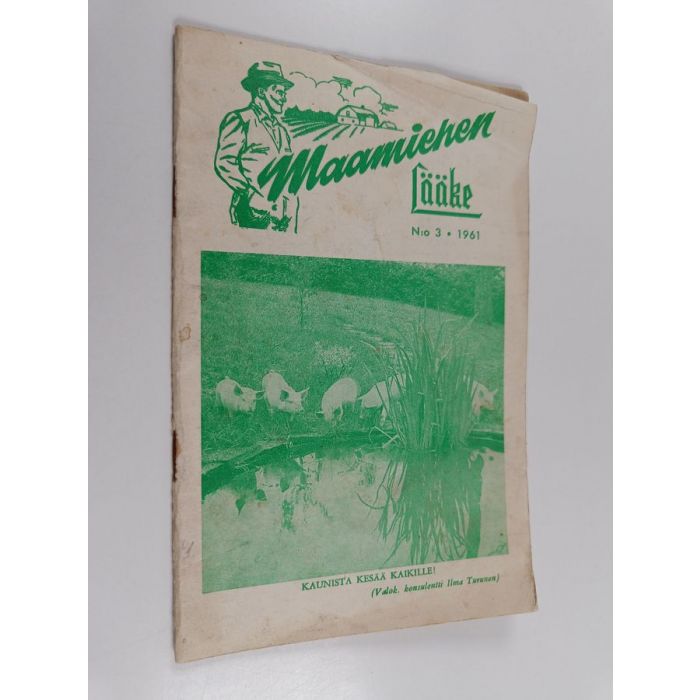 Maamiehen
Lääke
N:o 3 • 1961
KAUNISTA KESÄÄ KAIKILLE!
(Valok. konsulentti Ilma Turunen)